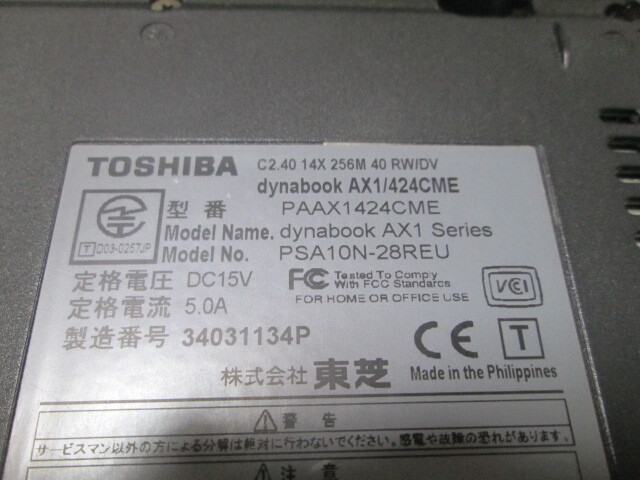 TOSHIBA C2.40 14X 256M 40 RW/DV
dynabook AX1/424CME
型番 PAAX1424CME
Model Name. dynabook AX1 Series
Model No. PSA10N-28REU
T D03-0257JP
定格電圧 DC15V
定格電流 5.0A
製造番号 34031134P
FC Tested To Comply
With FCC Standards
FOR HOME OR OFFICE USE
VCI
CE T
株式会社 東芝 Made in the Philippines
警告
サービスマン以外の方による分解は絶対に行わないでください。感電や故障の恐れがあります。
注意